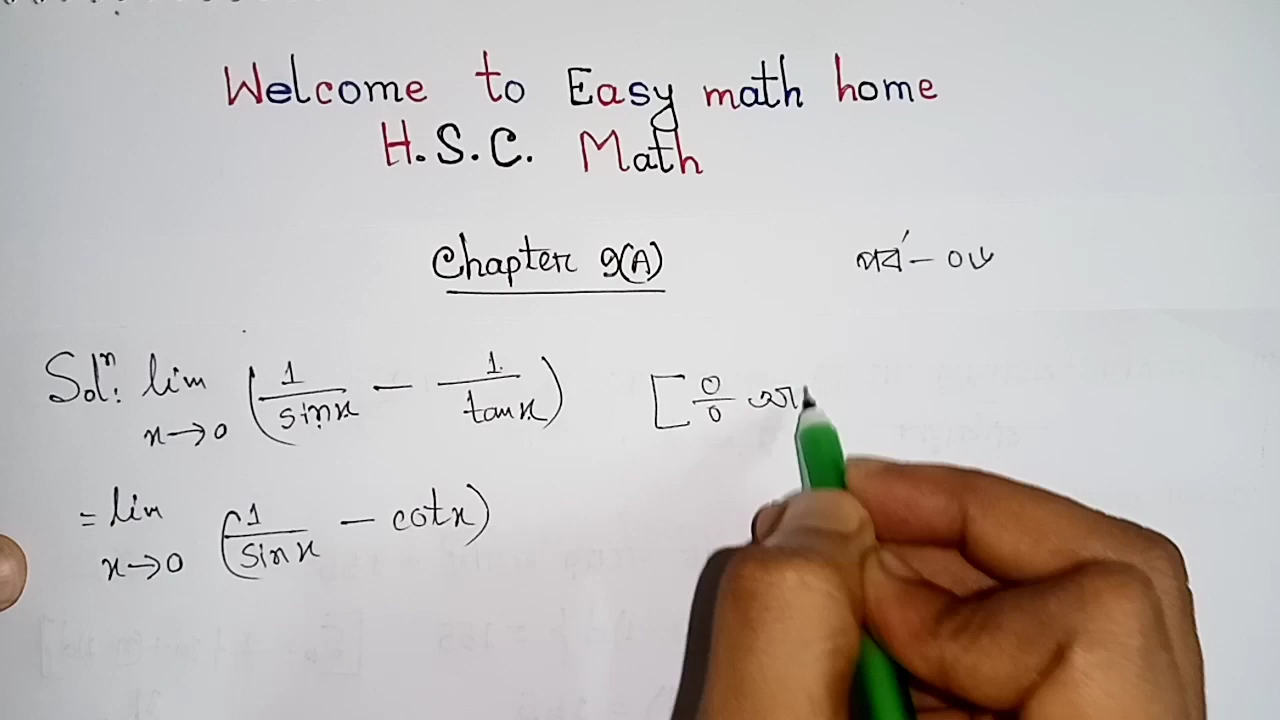 Welcome to Easy math home
H.S.C. Math
Chapter 9(A)
পর্ব - ০৬
Solⁿ: lim x→0 (1/sinx − 1/tanx) [0/0
= lim x→0 (1/sinx − cotx)